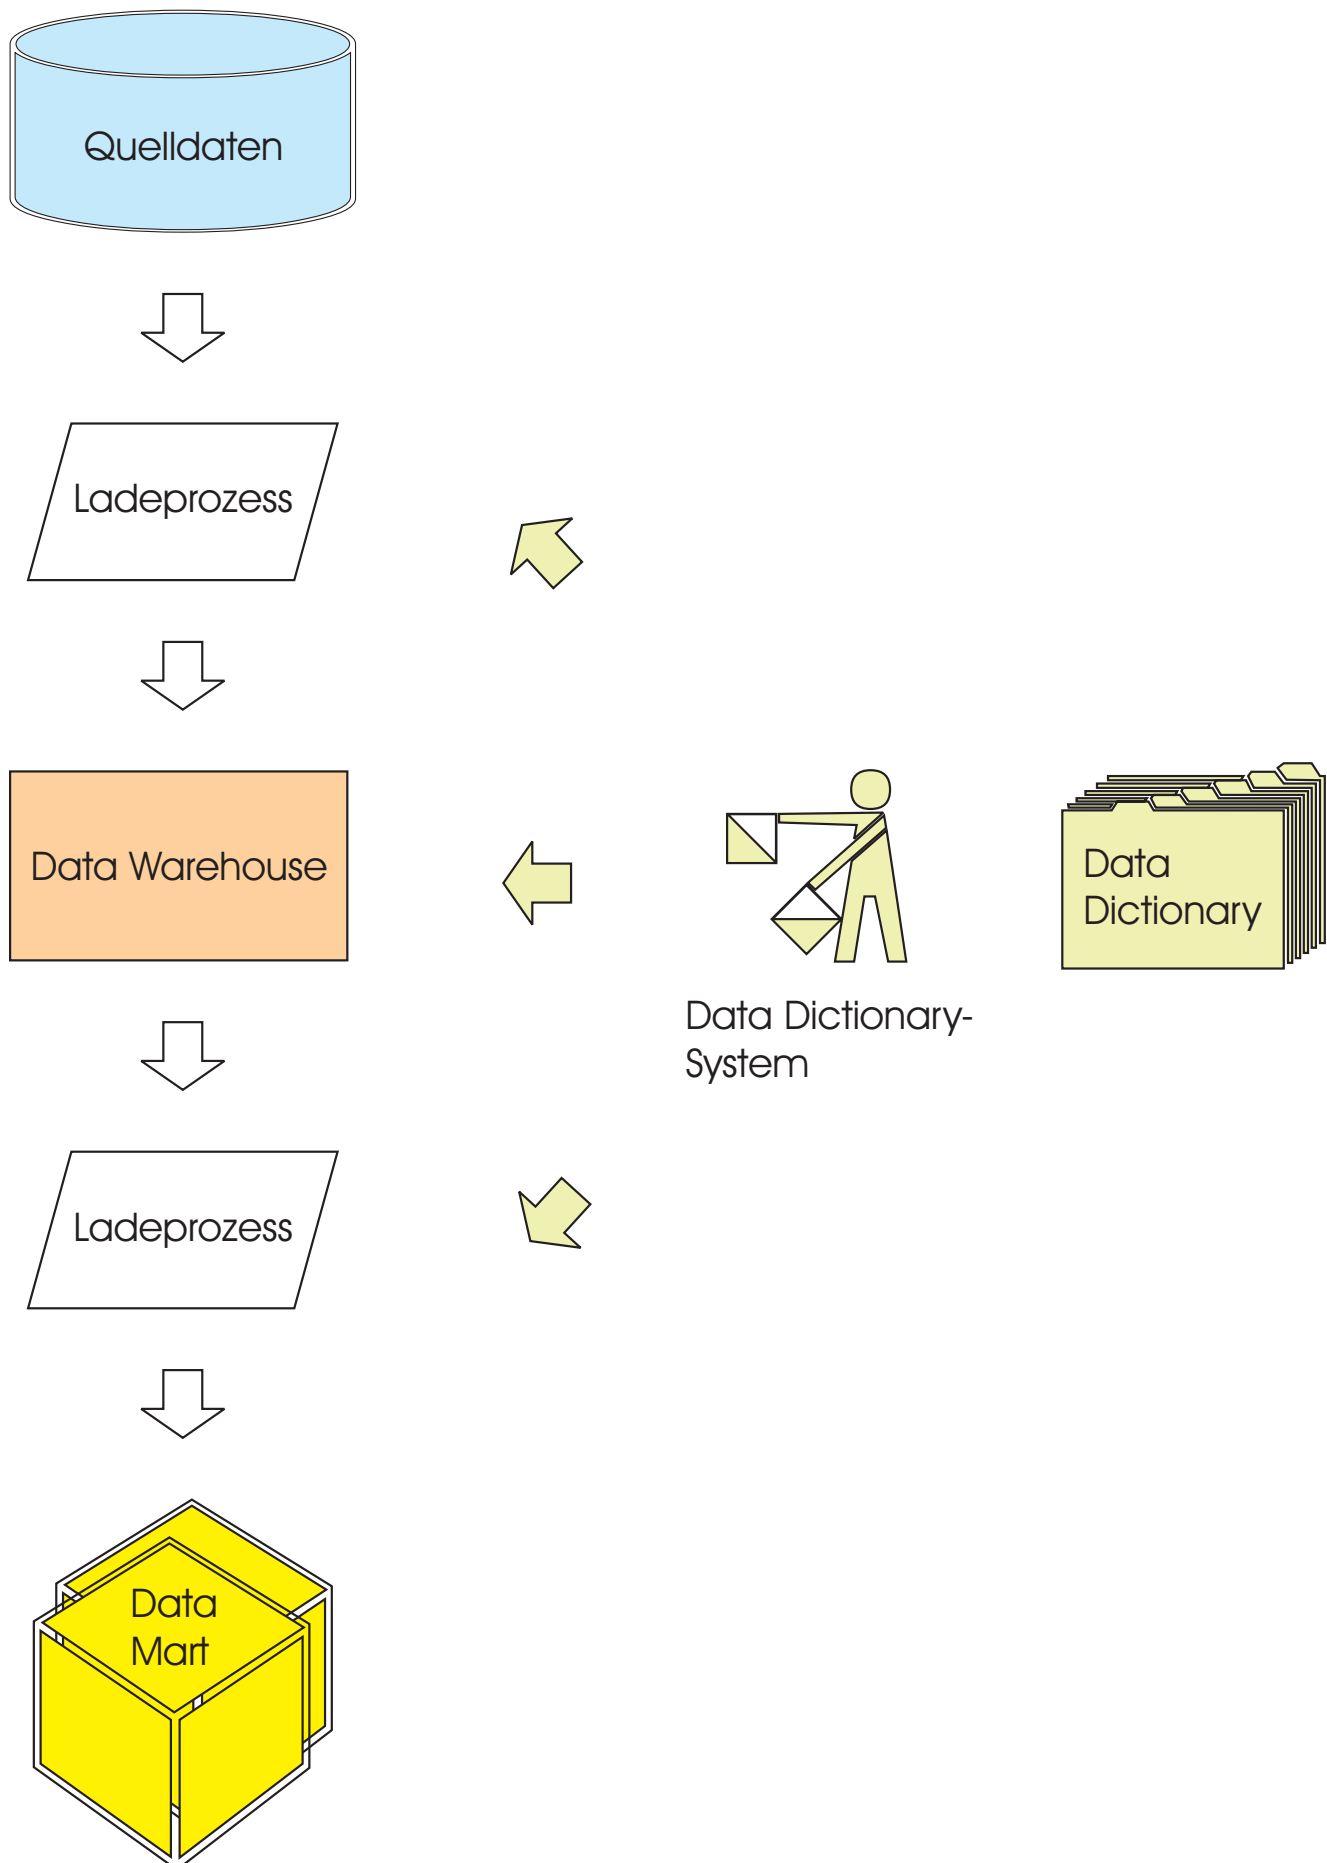 Quelldaten
Ladeprozess
Data Warehouse
Data
Dictionary
Data Dictionary-
System
Ladeprozess
Data
Mart